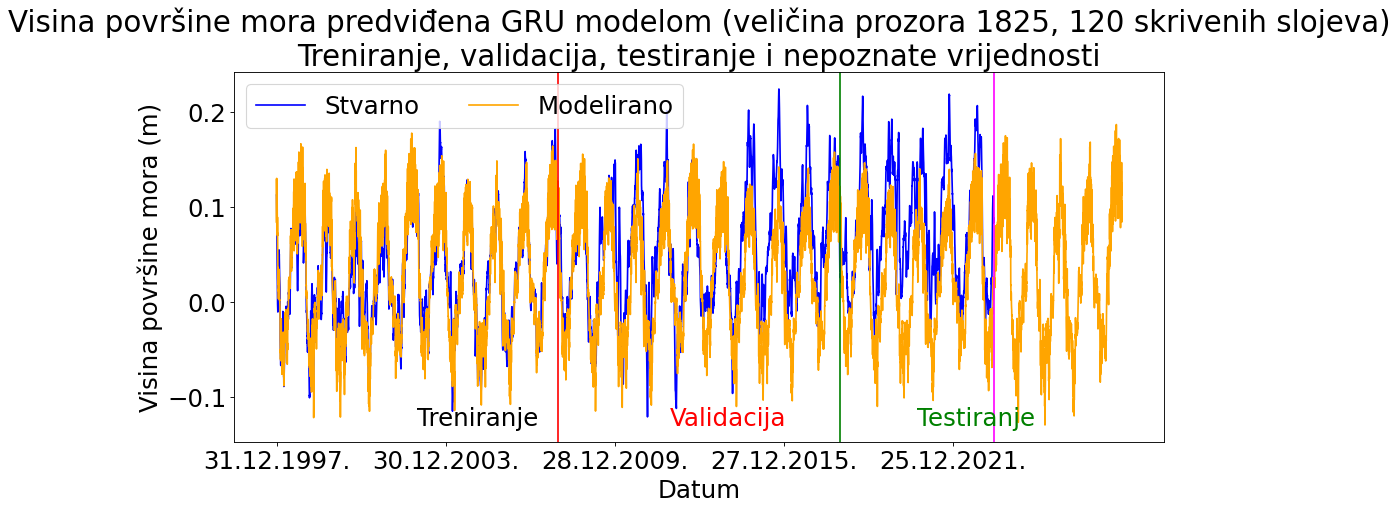 Visina površine mora predviđena GRU modelom (veličina prozora 1825, 120 skrivenih slojeva)
Treniranje, validacija, testiranje i nepoznate vrijednosti
Stvarno
Modelirano
Visina površine mora (m)
0.2
0.1
0.0
−0.1
Treniranje
Validacija
Testiranje
31.12.1997.
30.12.2003.
28.12.2009.
27.12.2015.
25.12.2021.
Datum